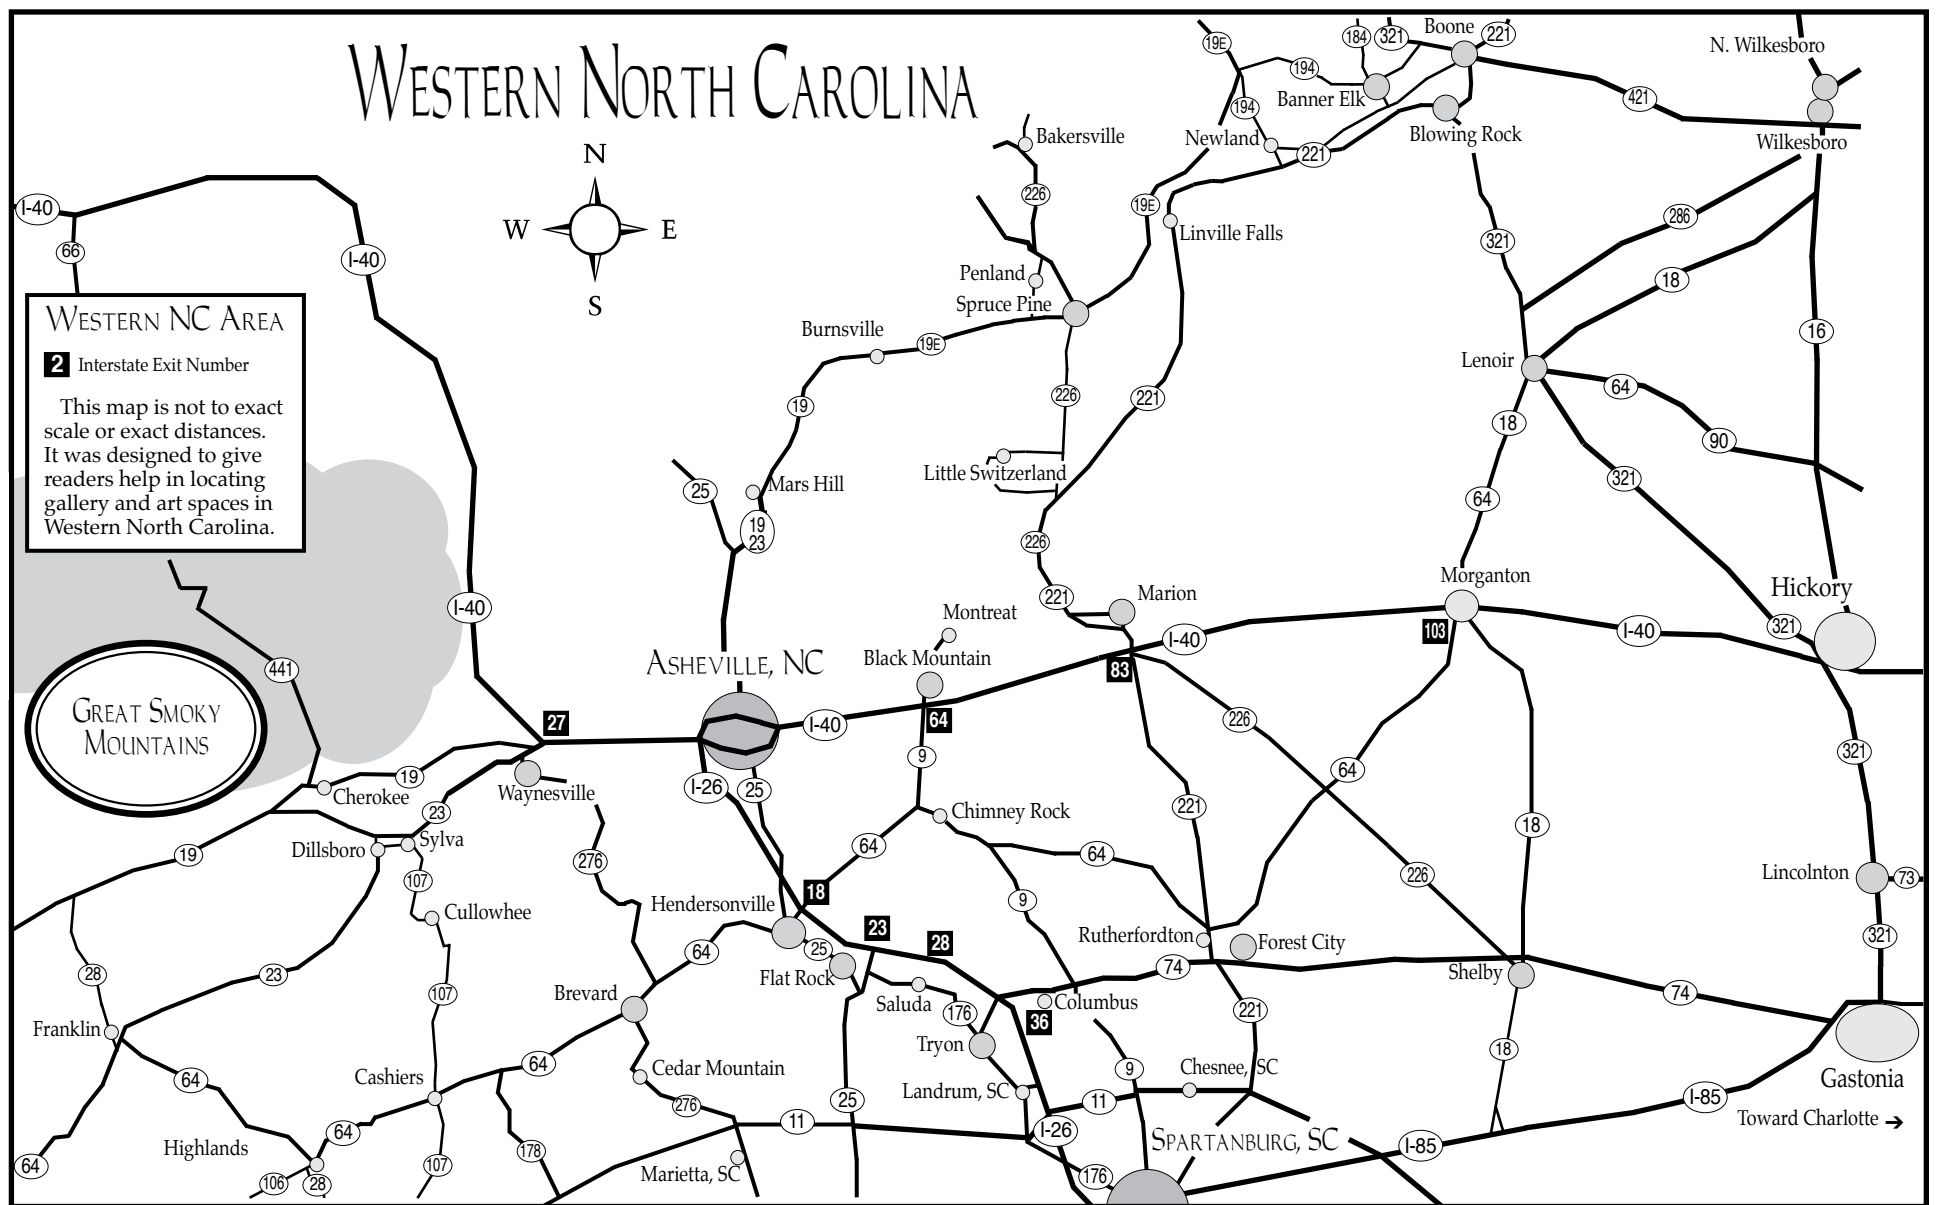 WESTERN NORTH CAROLINA
N
W E
S
WESTERN NC AREA
2 Interstate Exit Number
This map is not to exact
scale or exact distances.
It was designed to give
readers help in locating
gallery and art spaces in
Western North Carolina.
GREAT SMOKY
MOUNTAINS
I-40
66
I-40
I-40
441
27
19
23
19
Cherokee
Waynesville
Dillsboro
Sylva
107
Cullowhee
107
107
28
23
Franklin
64
64
Highlands
64
106
28
Cashiers
64
178
276
Brevard
Cedar Mountain
276
11
Marietta, SC
64
Hendersonville
25
Flat Rock
25
18
23
28
36
Saluda
176
Tryon
Landrum, SC
Columbus
I-26
176
11
9
Chesnee, SC
SPARTANBURG, SC
ASHEVILLE, NC
I-26
25
I-40
64
9
Black Mountain
Montreat
Chimney Rock
64
64
9
25
19
23
Mars Hill
19
Burnsville
19E
Penland
Spruce Pine
Bakersville
226
226
Little Switzerland
226
221
221
Marion
83
I-40
221
226
226
Rutherfordton
Forest City
74
221
Linville Falls
19E
19E
194
194
Newland
Banner Elk
184
321
Boone
221
221
Blowing Rock
421
N. Wilkesboro
Wilkesboro
286
18
16
321
Lenoir
64
90
321
18
64
Morganton
103
64
18
I-40
321
Hickory
321
Lincolnton
73
321
Shelby
74
18
I-85
I-85
Gastonia
Toward Charlotte ➔